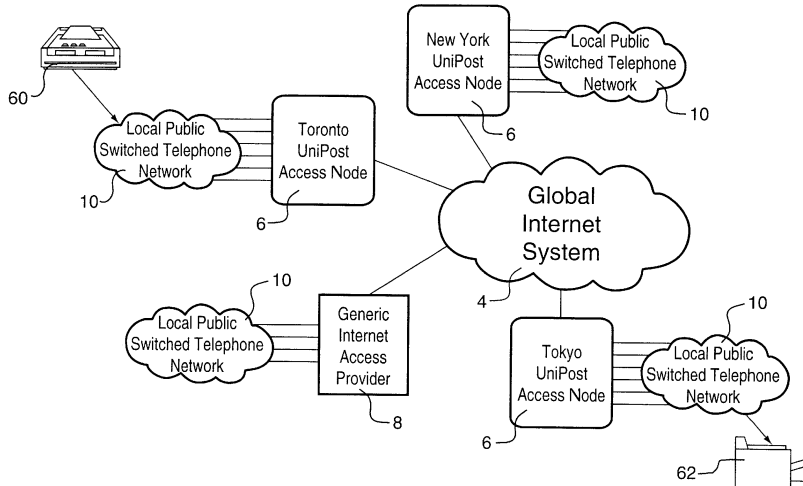 60
Local Public
Switched Telephone
Network
10
Toronto
UniPost
Access Node
6
New York
UniPost
Access Node
6
Local Public
Switched Telephone
Network
10
Global
Internet
System
4
10
Local Public
Switched Telephone
Network
Generic
Internet
Access
Provider
8
Tokyo
UniPost
Access Node
6
10
Local Public
Switched Telephone
Network
62